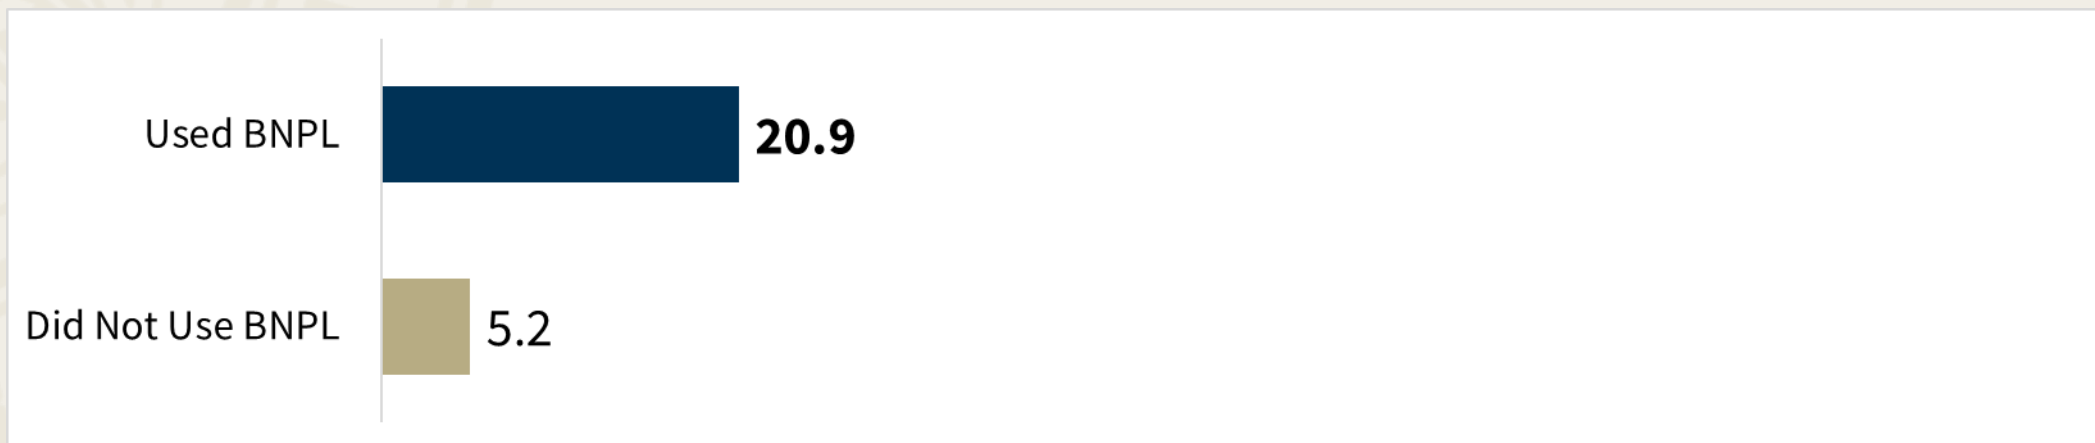 Used BNPL 20.9
Did Not Use BNPL 5.2